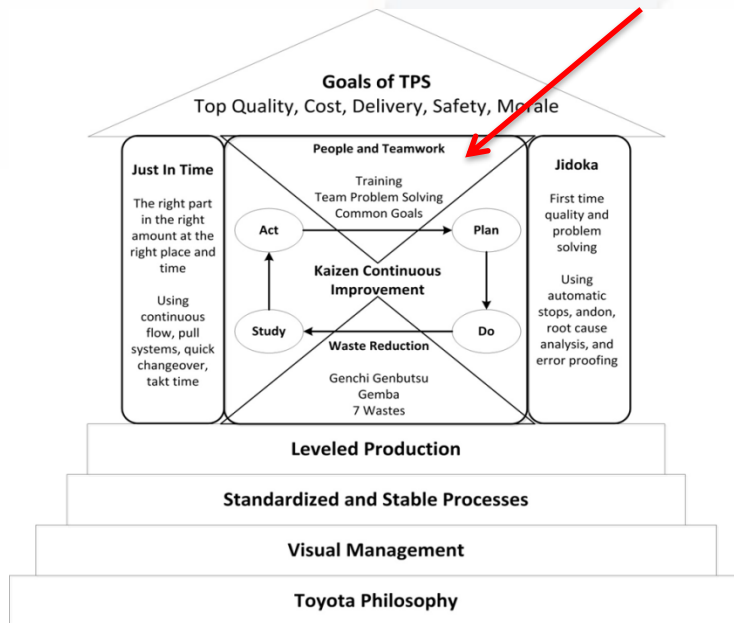 Goals of TPS
Top Quality, Cost, Delivery, Safety, Morale
Just In Time
The right part
in the right
amount at the
right place and
time
Using
continuous
flow, pull
systems, quick
changeover,
takt time
People and Teamwork
Training
Team Problem Solving
Common Goals
Act
Plan
Kaizen Continuous
Improvement
Study
Do
Waste Reduction
Genchi Genbutsu
Gemba
7 Wastes
Jidoka
First time
quality and
problem
solving
Using
automatic
stops, andon,
root cause
analysis, and
error proofing
Leveled Production
Standardized and Stable Processes
Visual Management
Toyota Philosophy